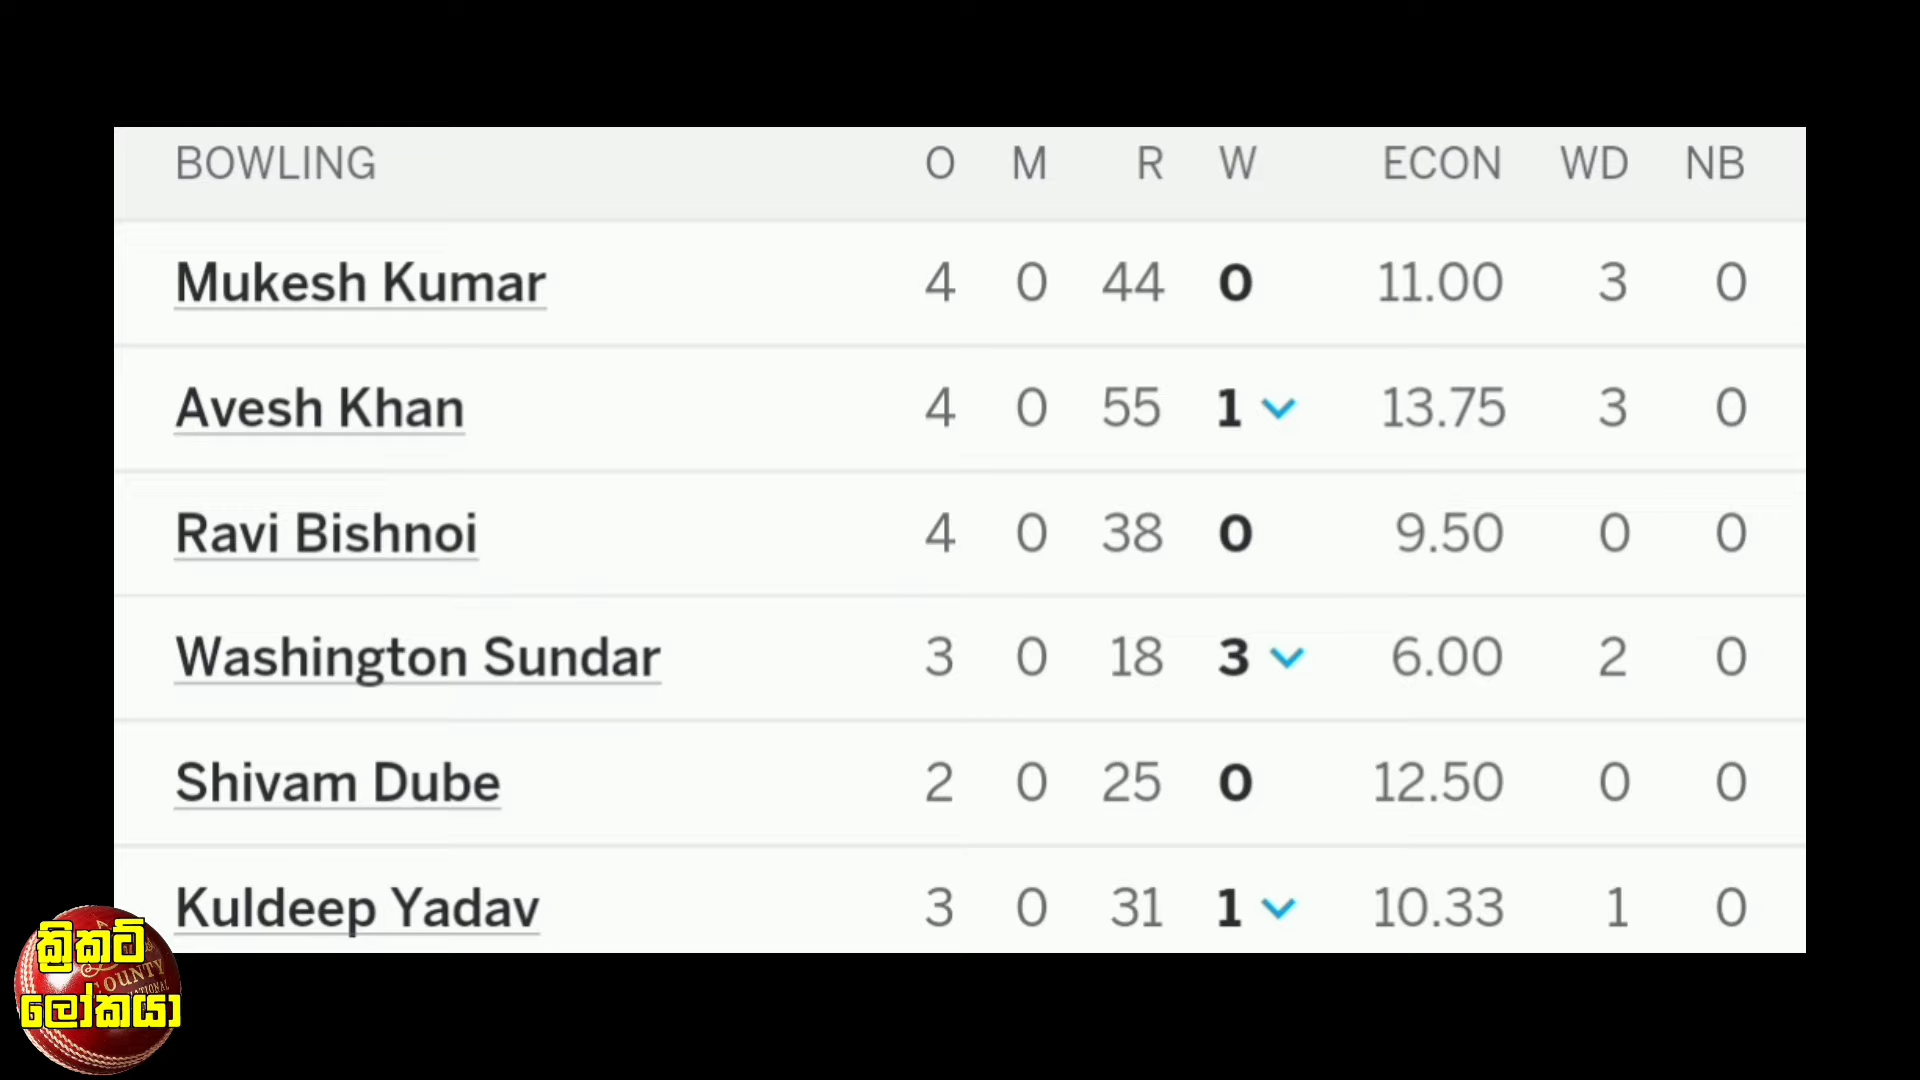 BOWLING O M R W ECON WD NB
Mukesh Kumar 4 0 44 0 11.00 3 0
Avesh Khan 4 0 55 1 13.75 3 0
Ravi Bishnoi 4 0 38 0 9.50 0 0
Washington Sundar 3 0 18 3 6.00 2 0
Shivam Dube 2 0 25 0 12.50 0 0
Kuldeep Yadav 3 0 31 1 10.33 1 0
ක්‍රිකට්
COUNTY
ලෝකයා